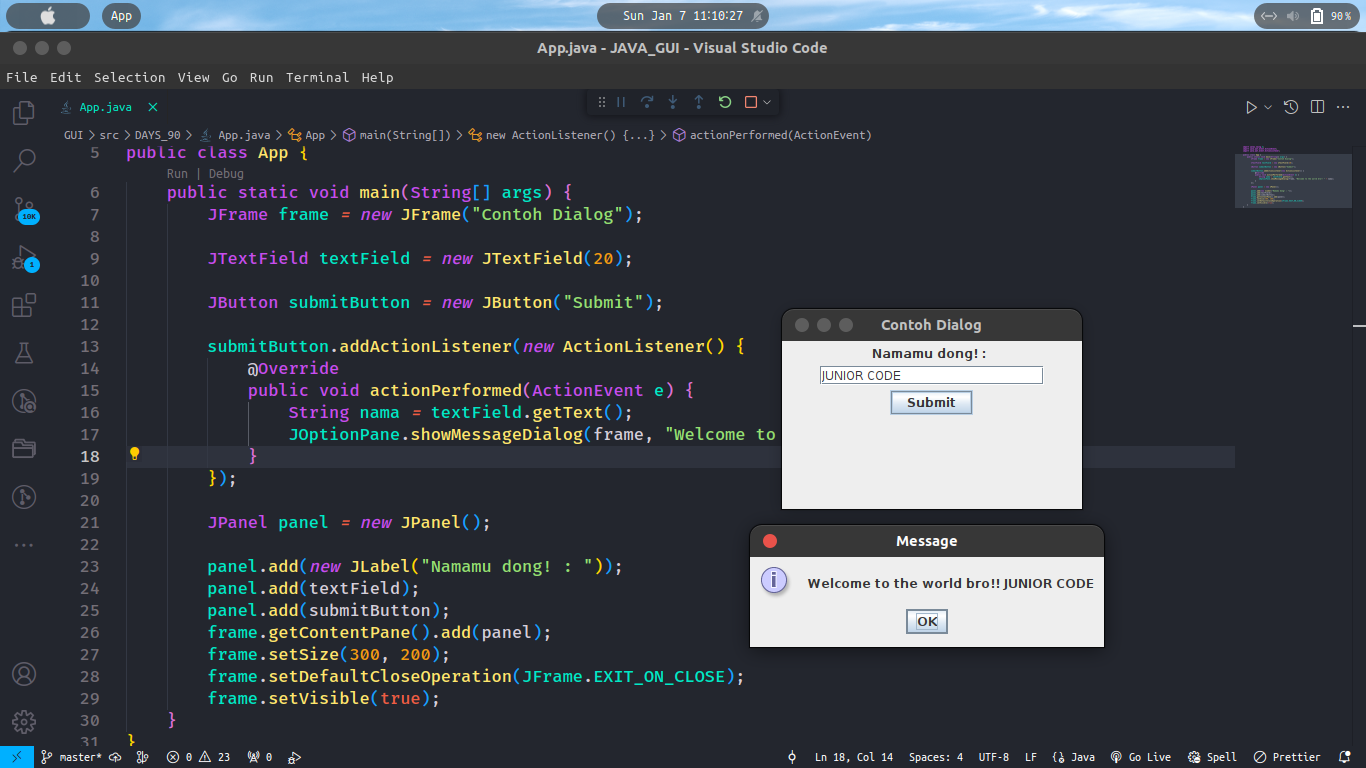 App
Sun Jan 7 11:10:27
90%
App.java - JAVA_GUI - Visual Studio Code
File Edit Selection View Go Run Terminal Help
App.java
GUI > src > DAYS_90 > App.java > App > main(String[]) > new ActionListener() {...} > actionPerformed(ActionEvent)
5 public class App {
Run | Debug
6 public static void main(String[] args) {
7 JFrame frame = new JFrame("Contoh Dialog");
8
9 JTextField textField = new JTextField(20);
10
11 JButton submitButton = new JButton("Submit");
12
13 submitButton.addActionListener(new ActionListener() {
14 @Override
15 public void actionPerformed(ActionEvent e) {
16 String nama = textField.getText();
17 JOptionPane.showMessageDialog(frame, "Welcome to
18 }
19 });
20
21 JPanel panel = new JPanel();
22
23 panel.add(new JLabel("Namamu dong! : "));
24 panel.add(textField);
25 panel.add(submitButton);
26 frame.getContentPane().add(panel);
27 frame.setSize(300, 200);
28 frame.setDefaultCloseOperation(JFrame.EXIT_ON_CLOSE);
29 frame.setVisible(true);
30 }
31 }
10K
1
Contoh Dialog
Namamu dong! :
JUNIOR CODE
Submit
Message
Welcome to the world bro!! JUNIOR CODE
OK
master* 0 23 0 Ln 18, Col 14 Spaces: 4 UTF-8 LF {} Java Go Live Spell Prettier